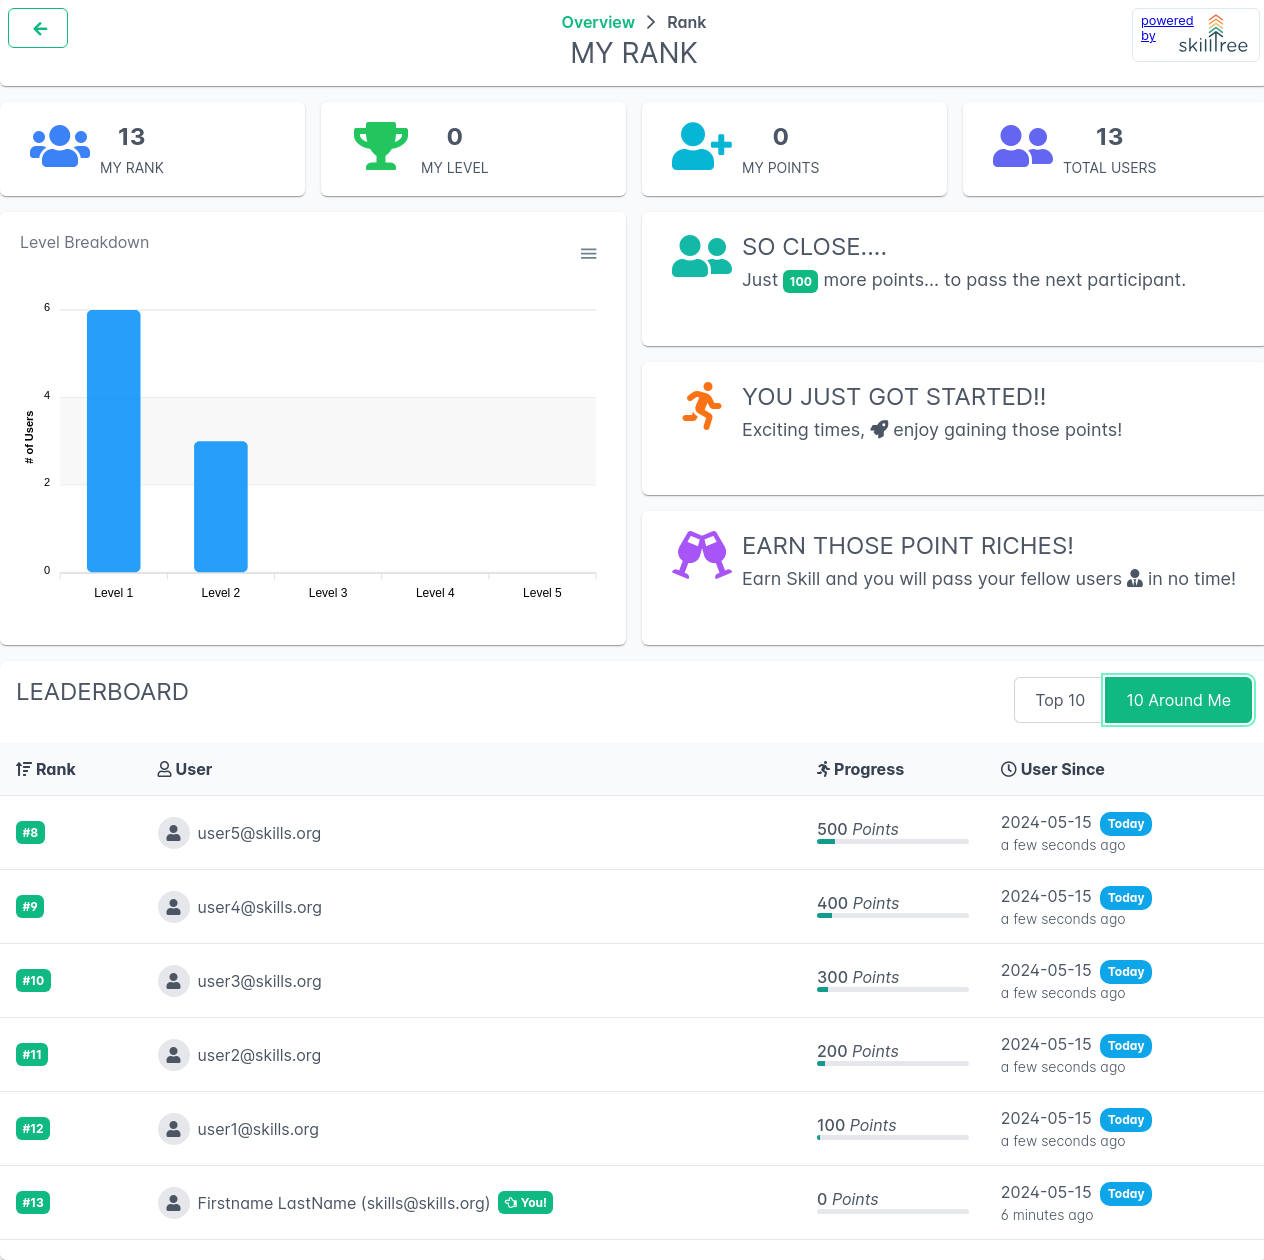 Overview > Rank
MY RANK
powered
by
skilltree
13
MY RANK
0
MY LEVEL
0
MY POINTS
13
TOTAL USERS
Level Breakdown
6
4
2
0
# of Users
Level 1 Level 2 Level 3 Level 4 Level 5
SO CLOSE....
Just 100 more points... to pass the next participant.
YOU JUST GOT STARTED!!
Exciting times, enjoy gaining those points!
EARN THOSE POINT RICHES!
Earn Skill and you will pass your fellow users in no time!
LEADERBOARD
Top 10 10 Around Me
Rank User Progress User Since
#8 user5@skills.org 500 Points 2024-05-15 Today
a few seconds ago
#9 user4@skills.org 400 Points 2024-05-15 Today
a few seconds ago
#10 user3@skills.org 300 Points 2024-05-15 Today
a few seconds ago
#11 user2@skills.org 200 Points 2024-05-15 Today
a few seconds ago
#12 user1@skills.org 100 Points 2024-05-15 Today
a few seconds ago
#13 Firstname LastName (skills@skills.org) You! 0 Points 2024-05-15 Today
6 minutes ago